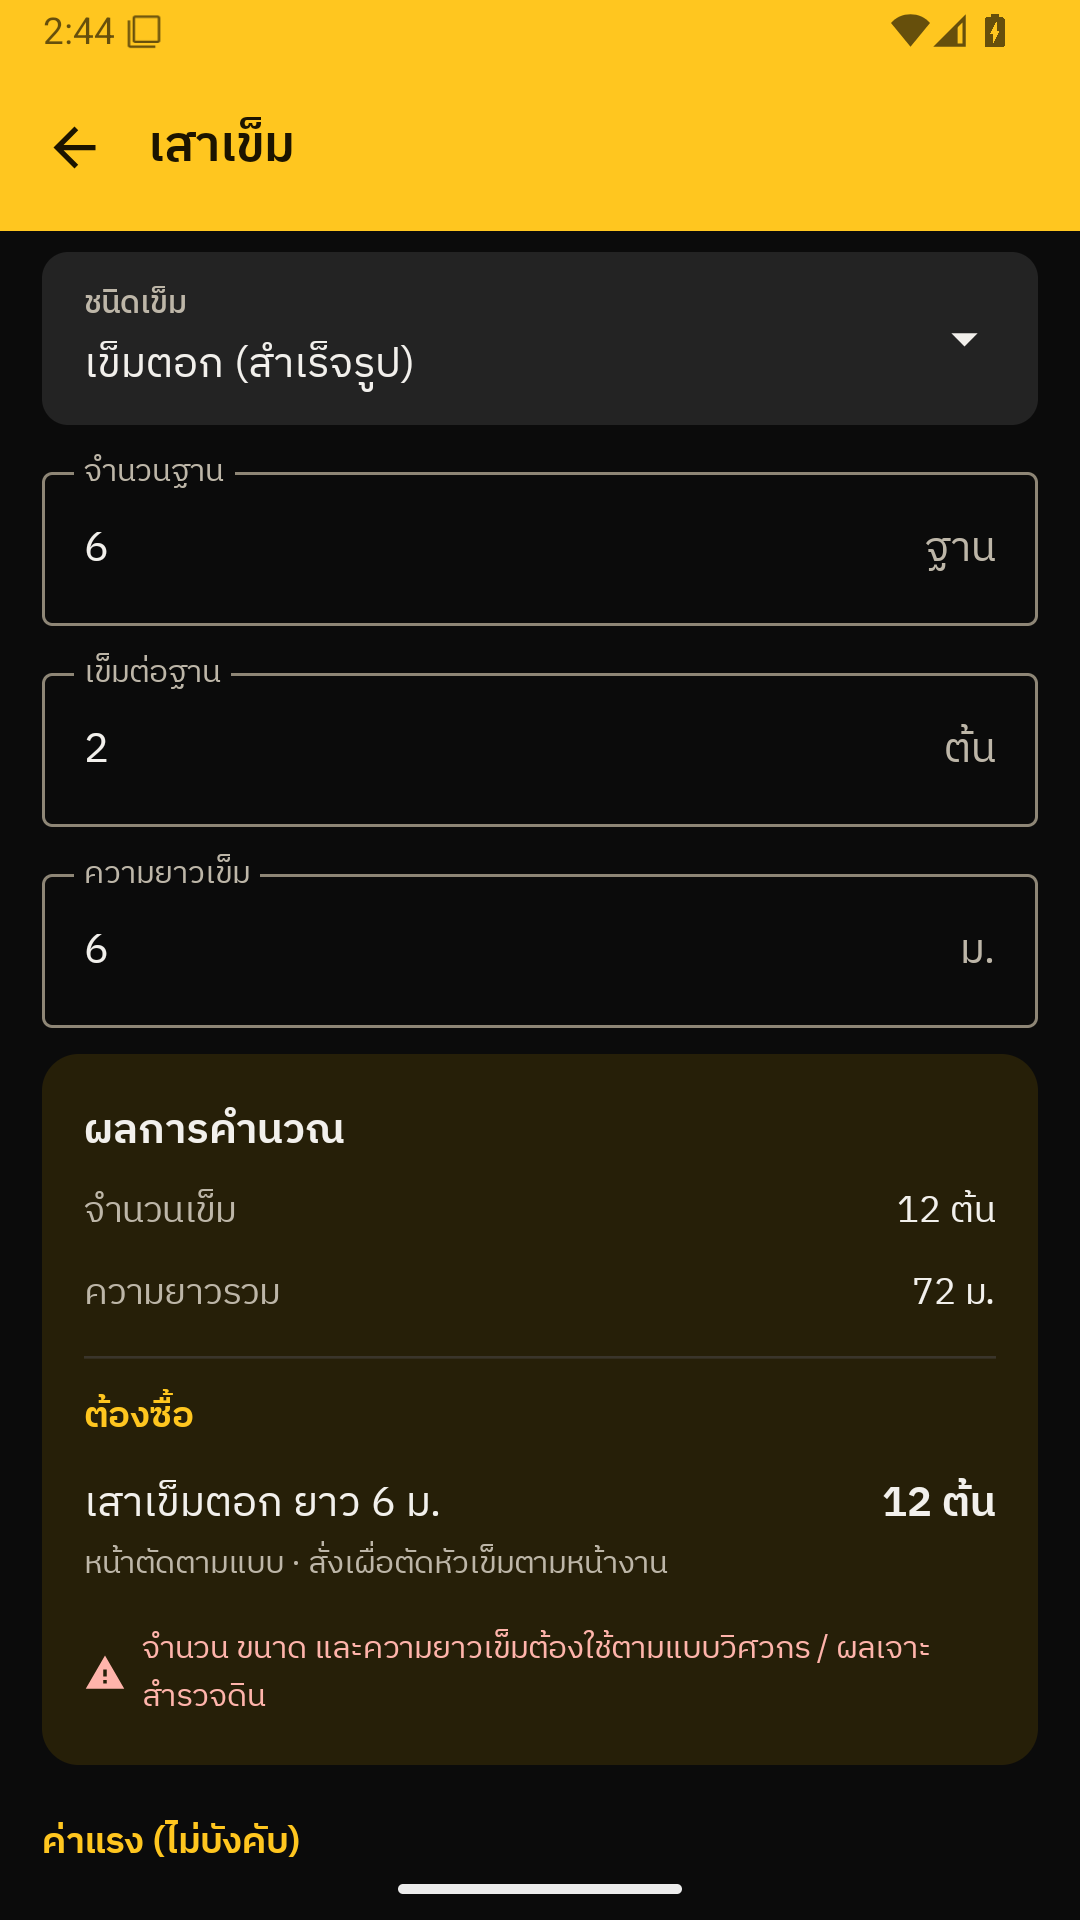 2:44
เสาเข็ม
ชนิดเข็ม
เข็มตอก (สำเร็จรูป)
จำนวนฐาน
6 ฐาน
เข็มต่อฐาน
2 ต้น
ความยาวเข็ม
6 ม.
ผลการคำนวณ
จำนวนเข็ม 12 ต้น
ความยาวรวม 72 ม.
ต้องซื้อ
เสาเข็มตอก ยาว 6 ม. 12 ต้น
หน้าตัดตามแบบ · สั่งเผื่อตัดหัวเข็มตามหน้างาน
จำนวน ขนาด และความยาวเข็มต้องใช้ตามแบบวิศวกร / ผลเจาะ
สำรวจดิน
ค่าแรง (ไม่บังคับ)